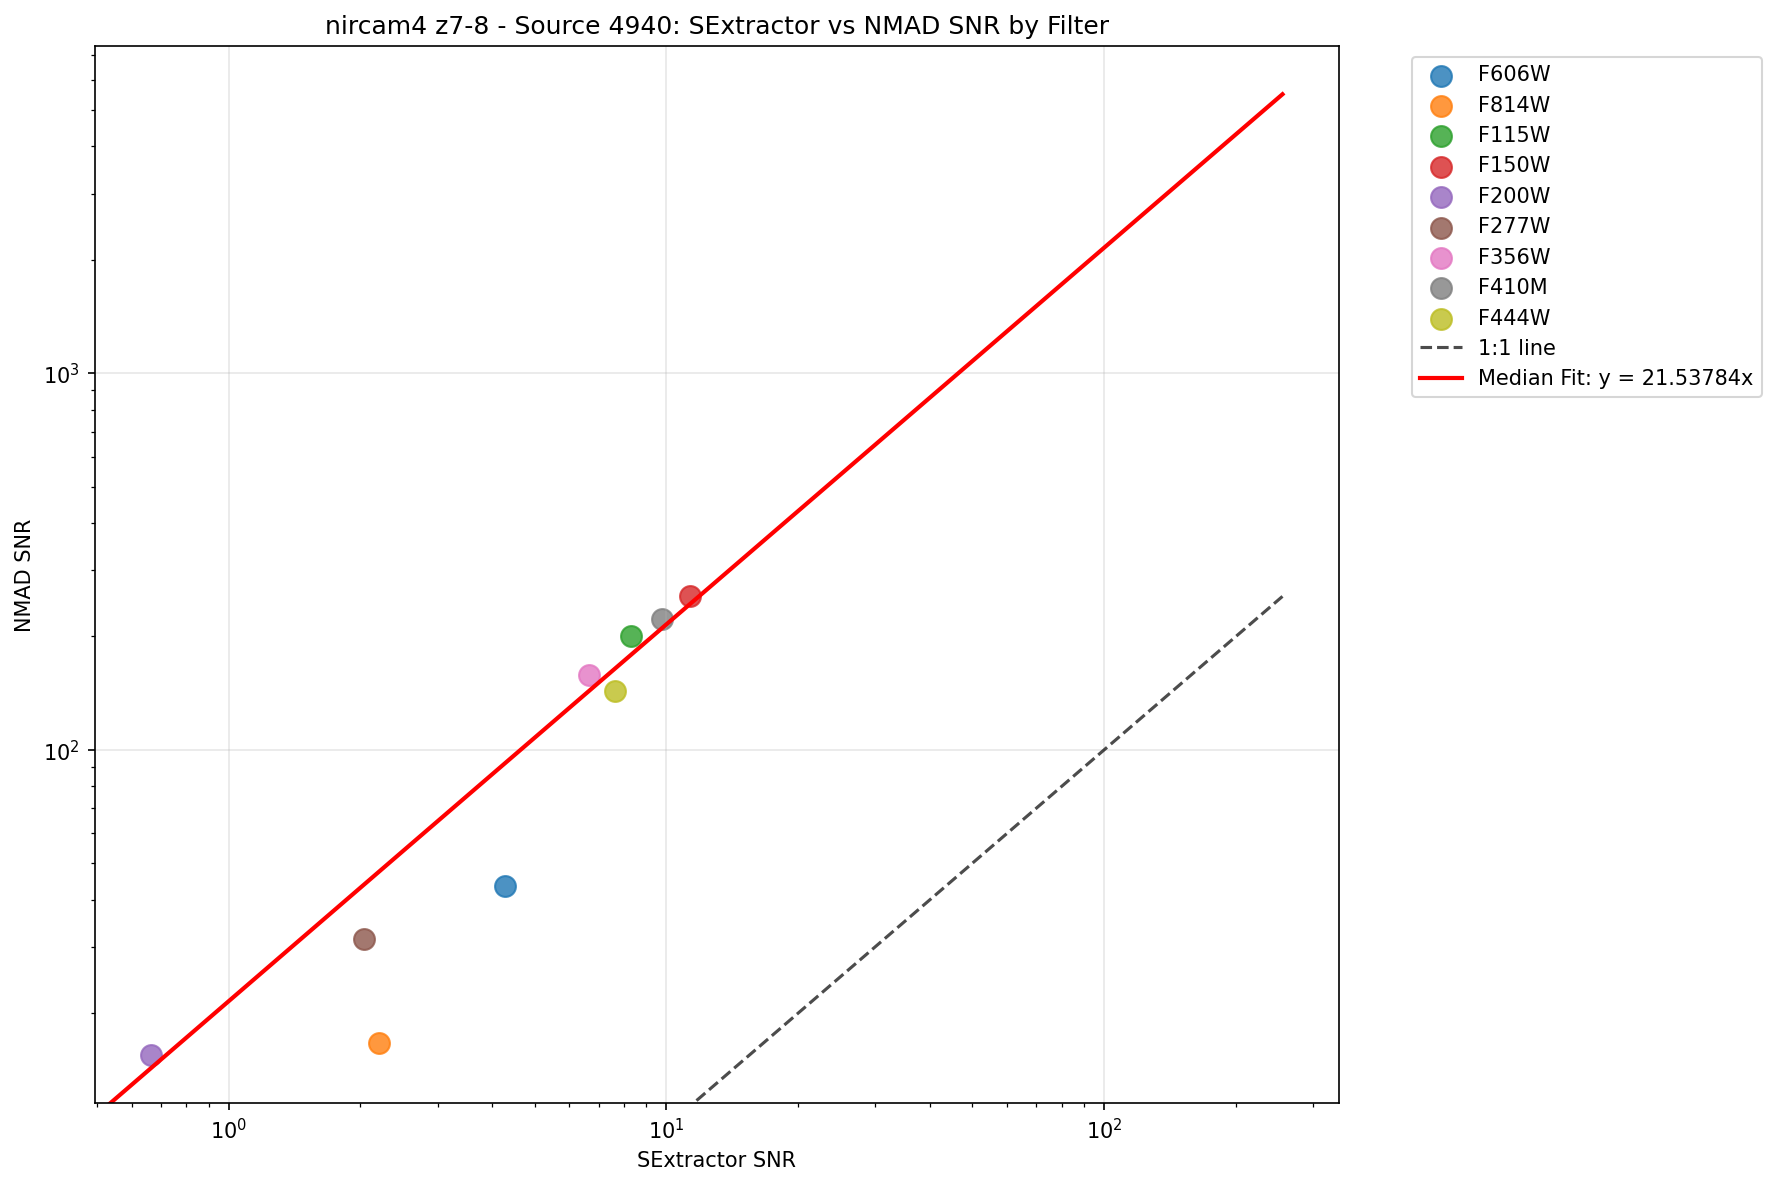 nircam4 z7-8 - Source 4940: SExtractor vs NMAD SNR by Filter
F606W
F814W
F115W
F150W
F200W
F277W
F356W
F410M
F444W
1:1 line
Median Fit: y = 21.53784x
NMAD SNR
10³
10²
10⁰
10¹
10²
SExtractor SNR